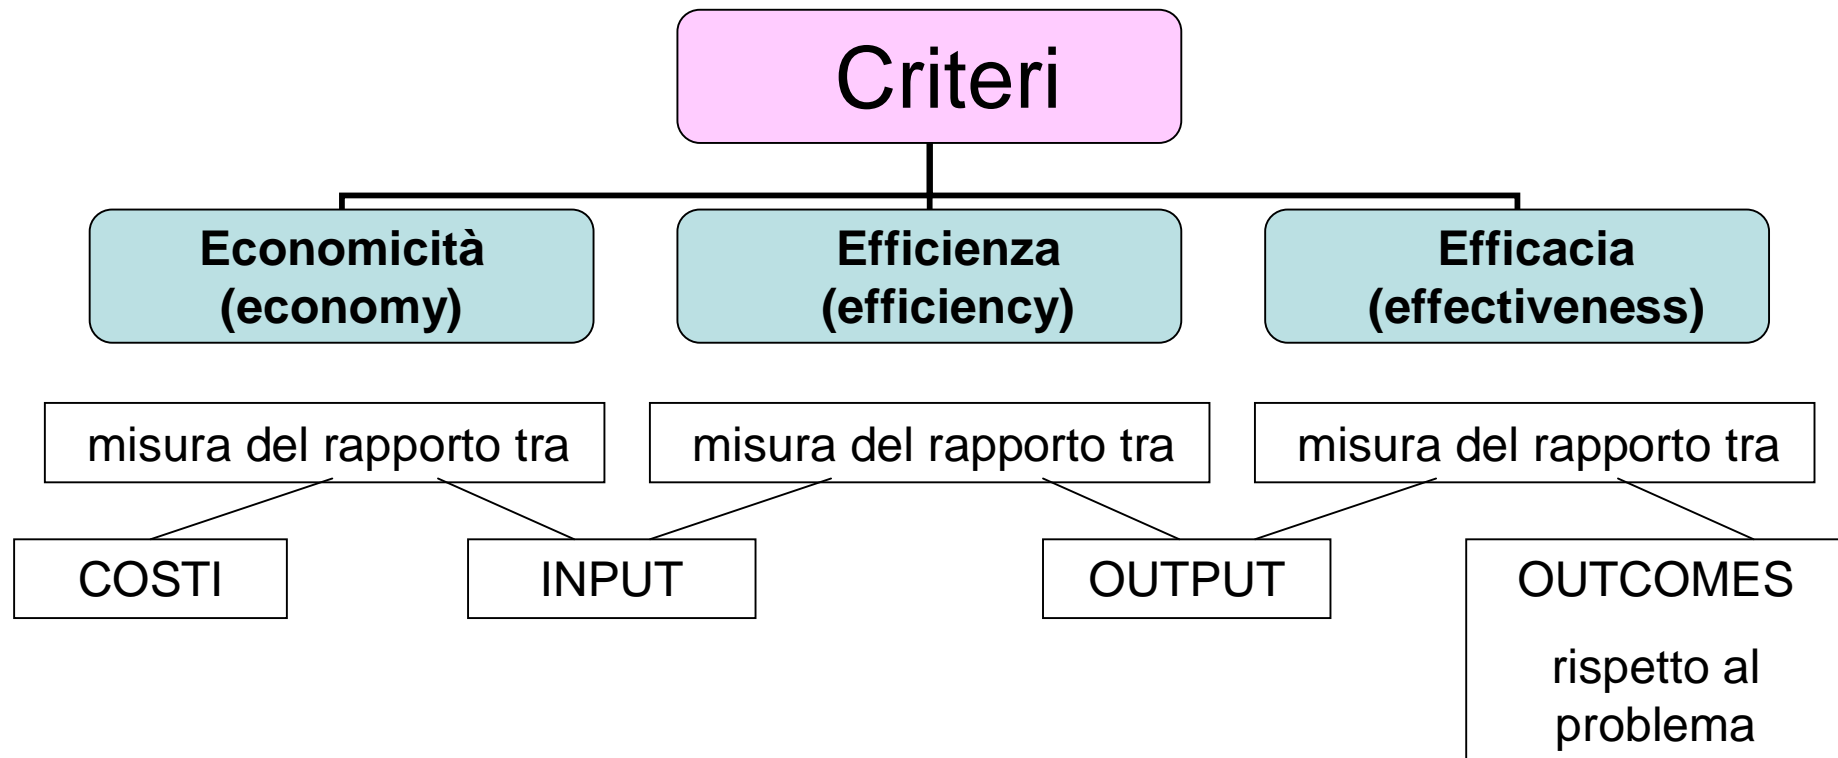 Criteri
Economicità
(economy)
Efficienza
(efficiency)
Efficacia
(effectiveness)
misura del rapporto tra
misura del rapporto tra
misura del rapporto tra
COSTI
INPUT
OUTPUT
OUTCOMES
rispetto al
problema